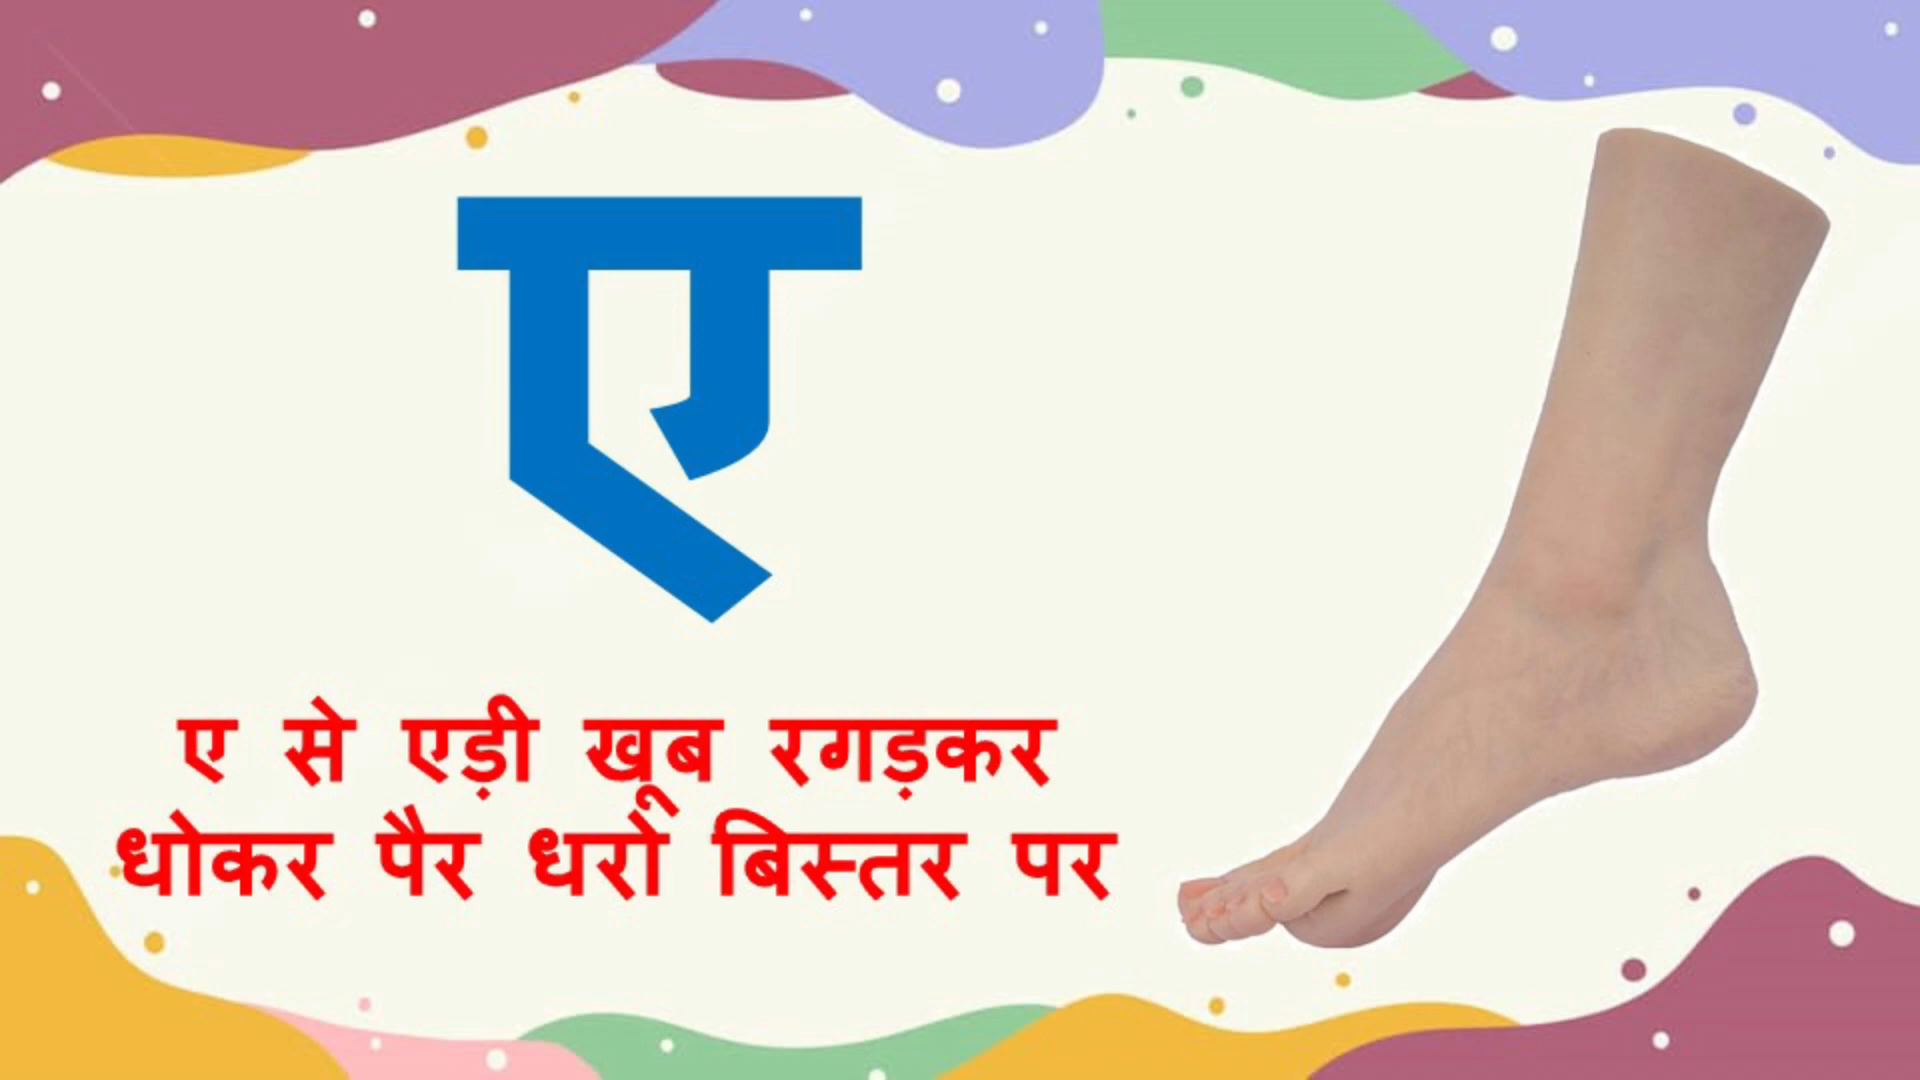 ए
ए से एड़ी खूब रगड़कर
धोकर पैर धरो बिस्तर पर